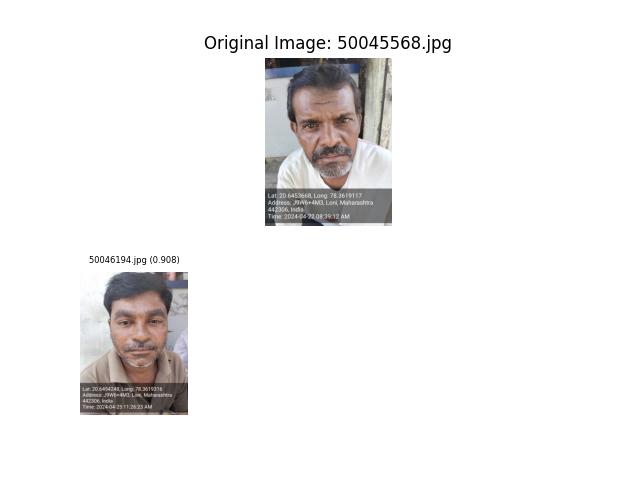 Original Image: 50045568.jpg
Lat: 20.6453668, Long: 78.3619117
Address: J9W6+4M3, Loni, Maharashtra
442306, India
Time: 2024-04-22 08:39:12 AM
50046194.jpg (0.908)
Lat: 20.6454248, Long: 78.3619316
Address: J9W6+4M3, Loni, Maharashtra
442306, India
Time: 2024-04-25 11:26:23 AM